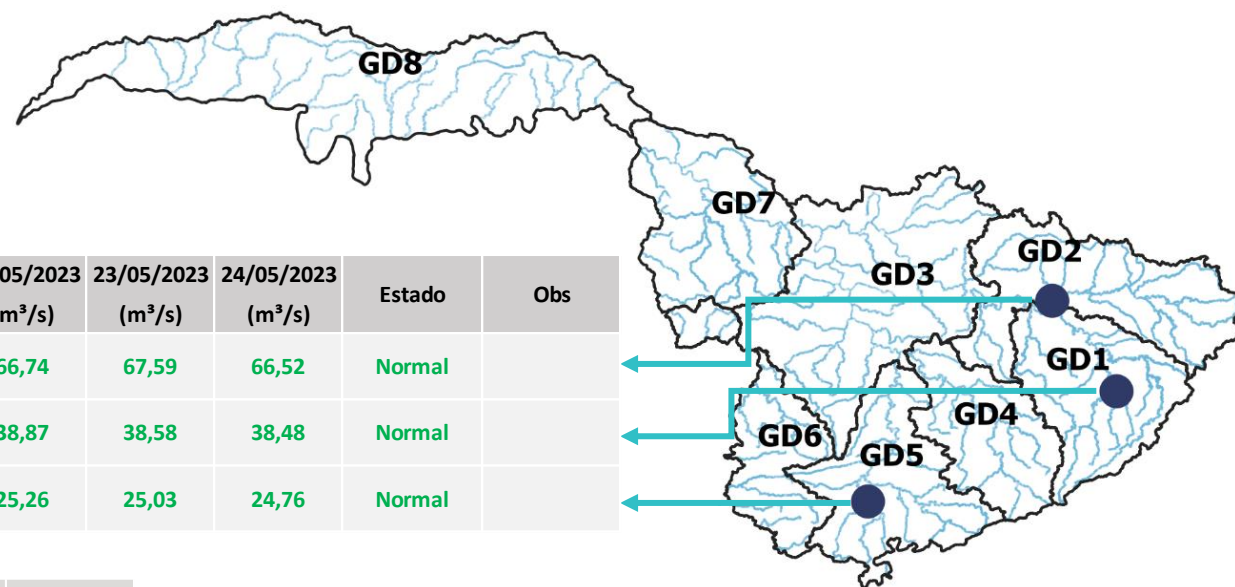 GD8
GD7
GD2
GD3
GD1
GD4
GD6
GD5
05/2023 23/05/2023 24/05/2023 Estado Obs
m³/s) (m³/s) (m³/s)
66,74 67,59 66,52 Normal
38,87 38,58 38,48 Normal
25,26 25,03 24,76 Normal